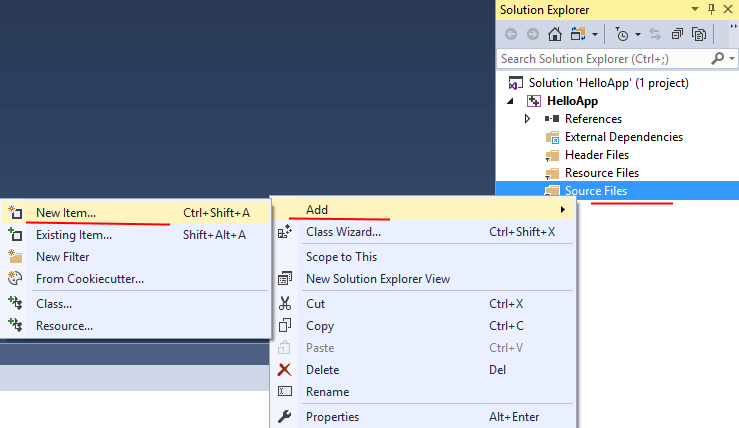 Solution Explorer
Search Solution Explorer (Ctrl+;)
Solution 'HelloApp' (1 project)
HelloApp
References
External Dependencies
Header Files
Resource Files
Source Files
New Item... Ctrl+Shift+A
Existing Item... Shift+Alt+A
New Filter
From Cookiecutter...
Class...
Resource...
Add
Class Wizard... Ctrl+Shift+X
Scope to This
New Solution Explorer View
Cut Ctrl+X
Copy Ctrl+C
Paste Ctrl+V
Delete Del
Rename
Properties Alt+Enter